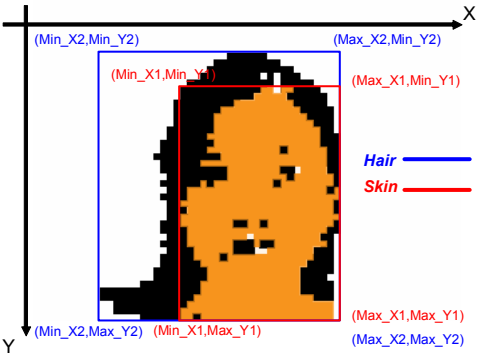 X
(Min_X2,Min_Y2) (Max_X2,Min_Y2)
(Min_X1,Min_Y1) (Max_X1,Min_Y1)
Hair
Skin
(Max_X1,Max_Y1)
Y (Min_X2,Max_Y2) (Min_X1,Max_Y1)
(Max_X2,Max_Y2)